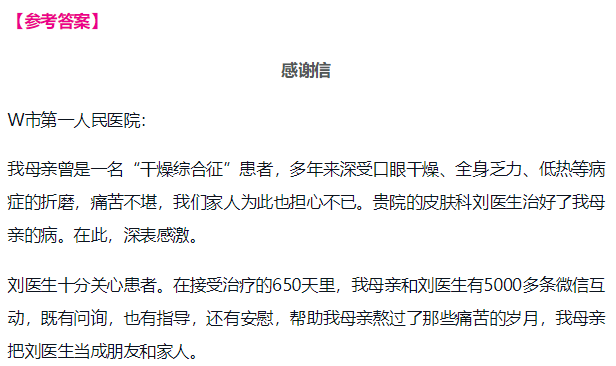 【参考答案】
感谢信
W市第一人民医院：
我母亲曾是一名“干燥综合征”患者，多年来深受口眼干燥、全身乏力、低热等病
症的折磨，痛苦不堪，我们家人为此也担心不已。贵院的皮肤科刘医生治好了我母
亲的病。在此，深表感激。
刘医生十分关心患者。在接受治疗的650天里，我母亲和刘医生有5000多条微信互
动，既有问询，也有指导，还有安慰，帮助我母亲熬过了那些痛苦的岁月，我母亲
把刘医生当成朋友和家人。